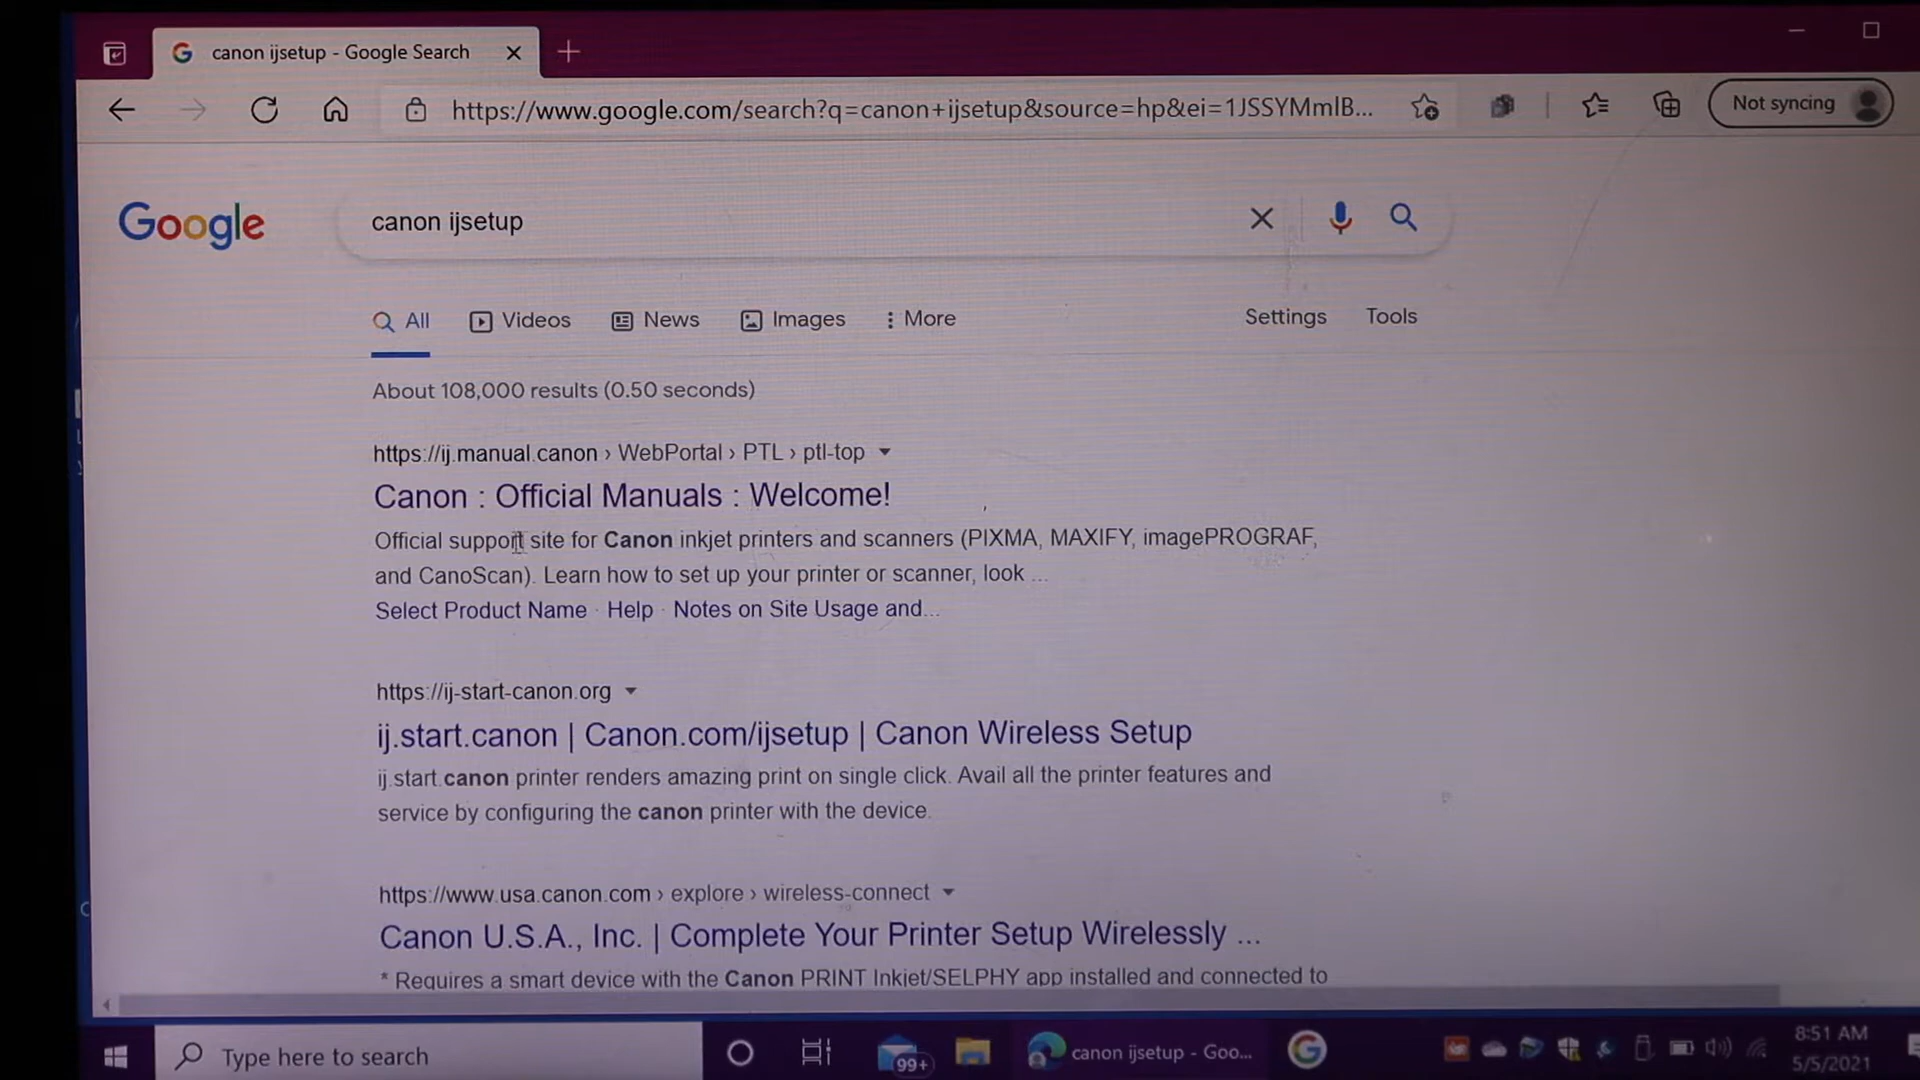 canon ijsetup - Google Search
https://www.google.com/search?q=canon+ijsetup&source=hp&ei=1JSSYMmlB...
Not syncing
Google
canon ijsetup
All
Videos
News
Images
More
Settings
Tools
About 108,000 results (0.50 seconds)
https://ij.manual.canon › WebPortal › PTL › ptl-top
Canon : Official Manuals : Welcome!
Official support site for Canon inkjet printers and scanners (PIXMA, MAXIFY, imagePROGRAF,
and CanoScan). Learn how to set up your printer or scanner, look ...
Select Product Name · Help · Notes on Site Usage and...
https://ij-start-canon.org
ij.start.canon | Canon.com/ijsetup | Canon Wireless Setup
ij.start.canon printer renders amazing print on single click. Avail all the printer features and
service by configuring the canon printer with the device.
https://www.usa.canon.com › explore › wireless-connect
Canon U.S.A., Inc. | Complete Your Printer Setup Wirelessly ...
* Requires a smart device with the Canon PRINT Inkjet/SELPHY app installed and connected to
Type here to search
99+
canon ijsetup - Goo...
8:51 AM
5/5/2021